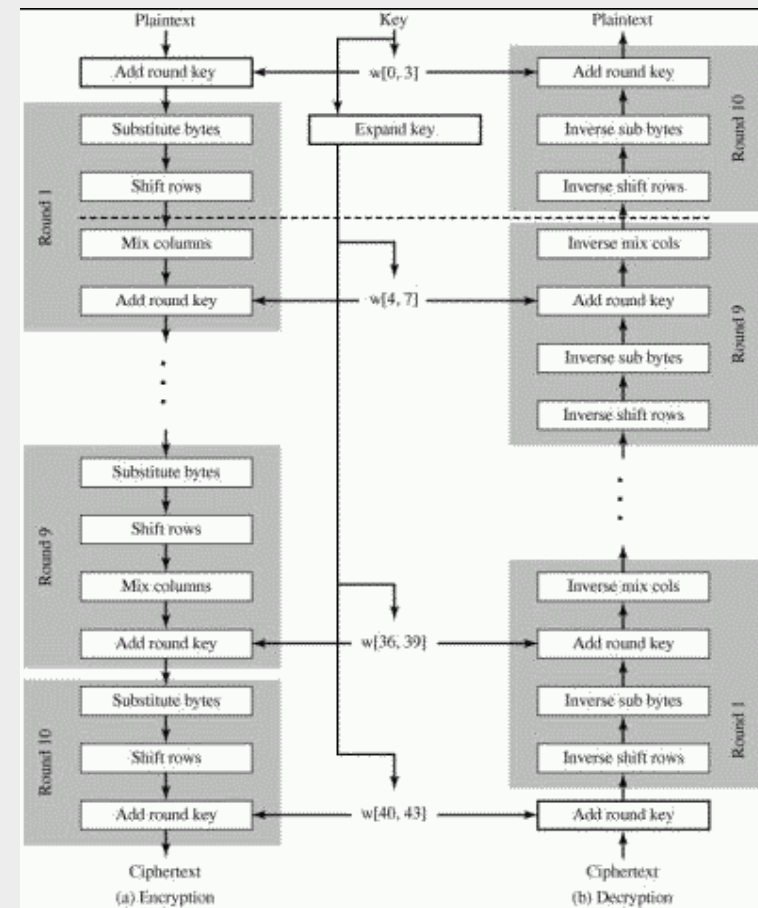 Plaintext
Add round key
Substitute bytes
Shift rows
Mix columns
Add round key
Round 1
Substitute bytes
Shift rows
Mix columns
Add round key
Round 9
Substitute bytes
Shift rows
Add round key
Round 10
Ciphertext
(a) Encryption
Key
w[0, 3]
Expand key
w[4, 7]
w[36, 39]
w[40, 43]
Plaintext
Add round key
Inverse sub bytes
Inverse shift rows
Round 10
Inverse mix cols
Add round key
Inverse sub bytes
Inverse shift rows
Round 9
Inverse mix cols
Add round key
Inverse sub bytes
Inverse shift rows
Round 1
Add round key
Ciphertext
(b) Decryption